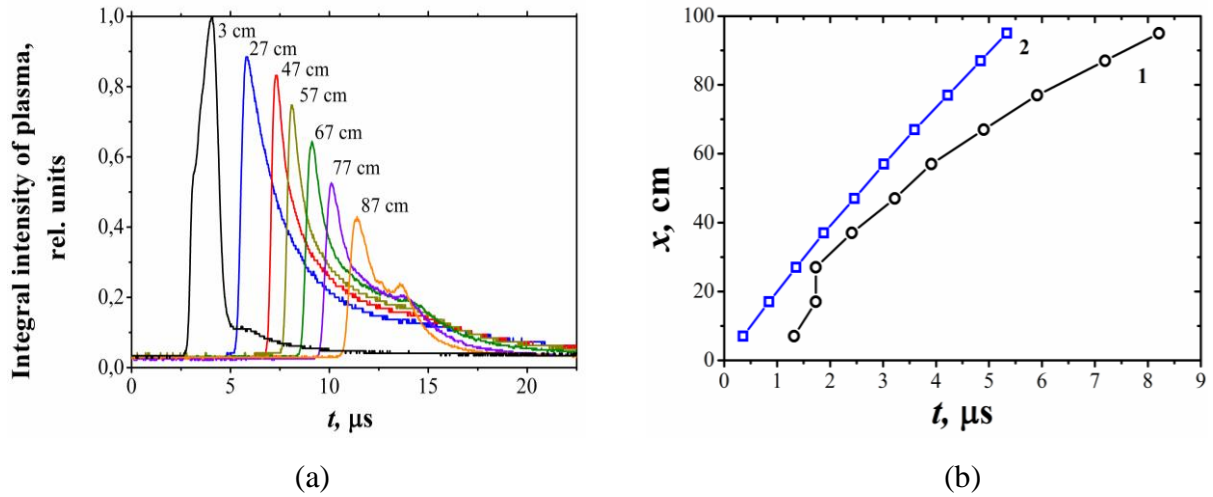 Integral intensity of plasma,
rel. units
1,0
0,8
0,6
0,4
0,2
0,0
3 cm
27 cm
47 cm
57 cm
67 cm
77 cm
87 cm
0 5 10 15 20
t, μs
(a)
x, cm
100
80
60
40
20
0
2
1
0 1 2 3 4 5 6 7 8 9
t, μs
(b)